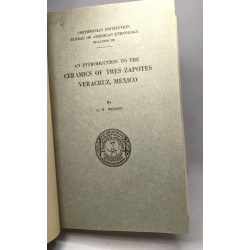 SMITHSONIAN INSTITUTION
BUREAU OF AMERICAN ETHNOLOGY
BULLETIN
AN INTRODUCTION TO THE
CERAMICS OF TRES ZAPOTES
VERACRUZ, MEXICO
By
C. W. WEIANT